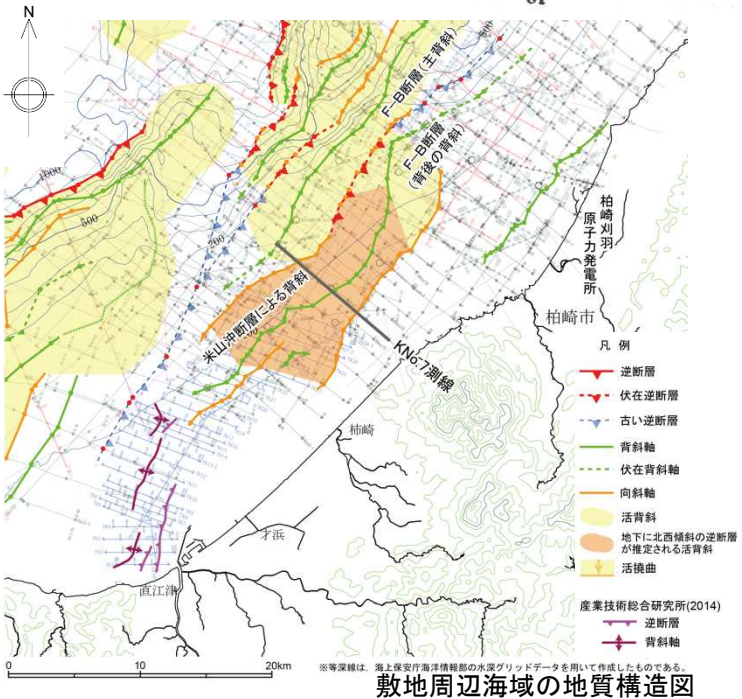 N
F-B断層(主背斜)
F-B断層
(背後の背斜)
500
1000
500
200
柏崎刈羽
原子力発電所
米山沖断層による背斜
柏崎市
KNo.7測線
柿崎
才浜
直江津
凡 例
逆断層
伏在逆断層
古い逆断層
背斜軸
伏在背斜軸
向斜軸
活背斜
地下に北西傾斜の逆断層
が推定される活背斜
活撓曲
産業技術総合研究所(2014)
逆断層
背斜軸
0 10 20km
※等深線は、海上保安庁海洋情報部の水深グリッドデータを用いて作成したものである。
敷地周辺海域の地質構造図